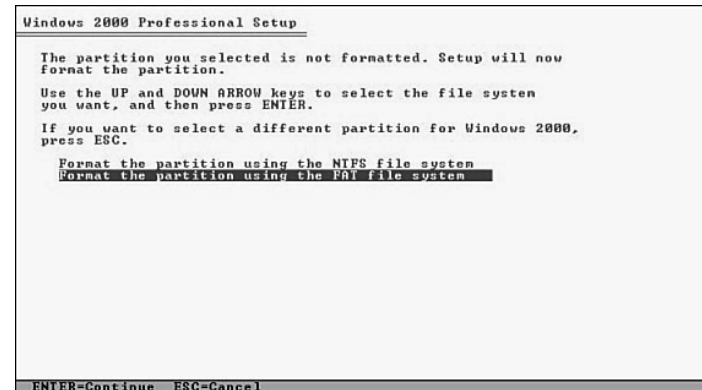 Windows 2000 Professional Setup
The partition you selected is not formatted. Setup will now
format the partition.
Use the UP and DOWN ARROW keys to select the file system
you want, and then press ENTER.
If you want to select a different partition for Windows 2000,
press ESC.
Format the partition using the NTFS file system
Format the partition using the FAT file system
ENTER=Continue ESC=Cancel